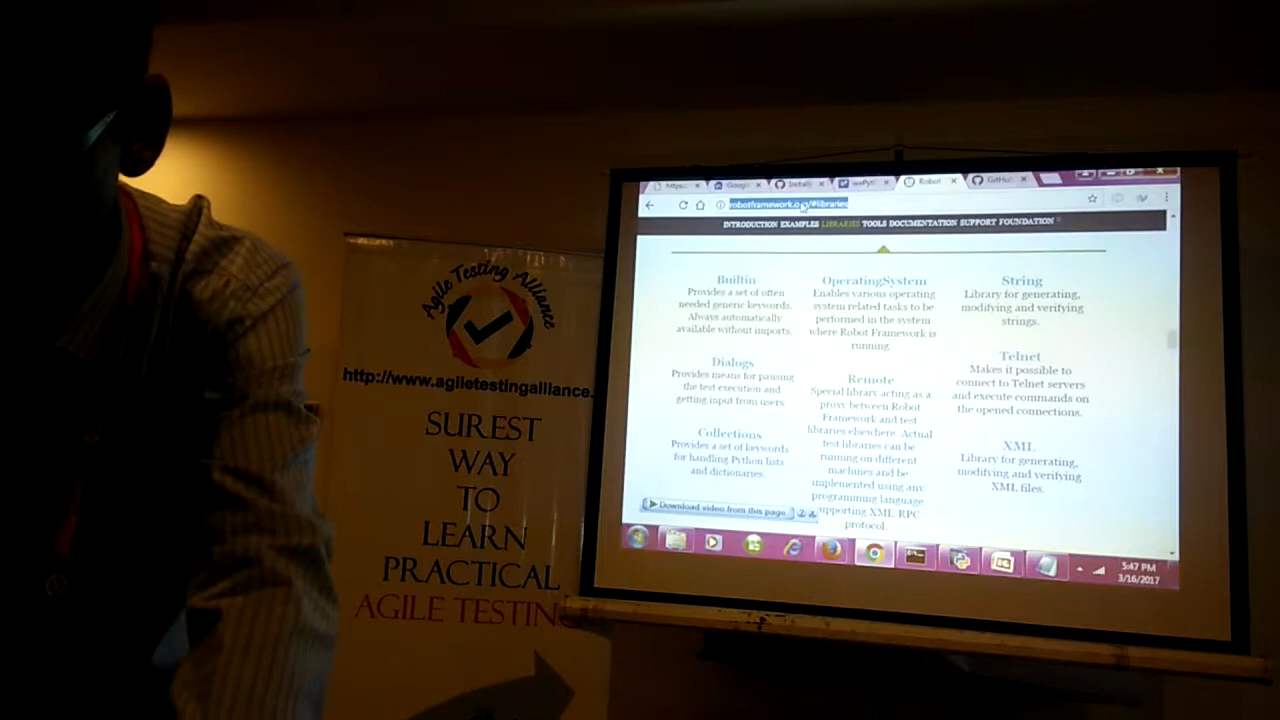 Agile Testing Alliance
http://www.agiletestingalliance.
SUREST
WAY
TO
LEARN
PRACTICAL
AGILE TESTING
https:
Google
Install
Robot
GitHub
robotframework.org/#libraries
INTRODUCTION EXAMPLES LIBRARIES TOOLS DOCUMENTATION SUPPORT FOUNDATION
Builtin
Provides a set of often
needed generic keywords.
Always automatically
available without imports.
Dialogs
Provides means for pausing
the test execution and
getting input from users.
Collections
Provides a set of keywords
for handling Python lists
and dictionaries.
OperatingSystem
Enables various operating
system related tasks to be
performed in the system
where Robot Framework is
running.
Remote
Special library acting as a
proxy between Robot
Framework and test
libraries elsewhere. Actual
test libraries can be
running on different
machines and be
implemented using any
programming language
supporting XML RPC
protocol.
String
Library for generating,
modifying and verifying
strings.
Telnet
Makes it possible to
connect to Telnet servers
and execute commands on
the opened connections.
XML
Library for generating,
modifying and verifying
XML files.
Download video from this page
5:47 PM
3/16/2017